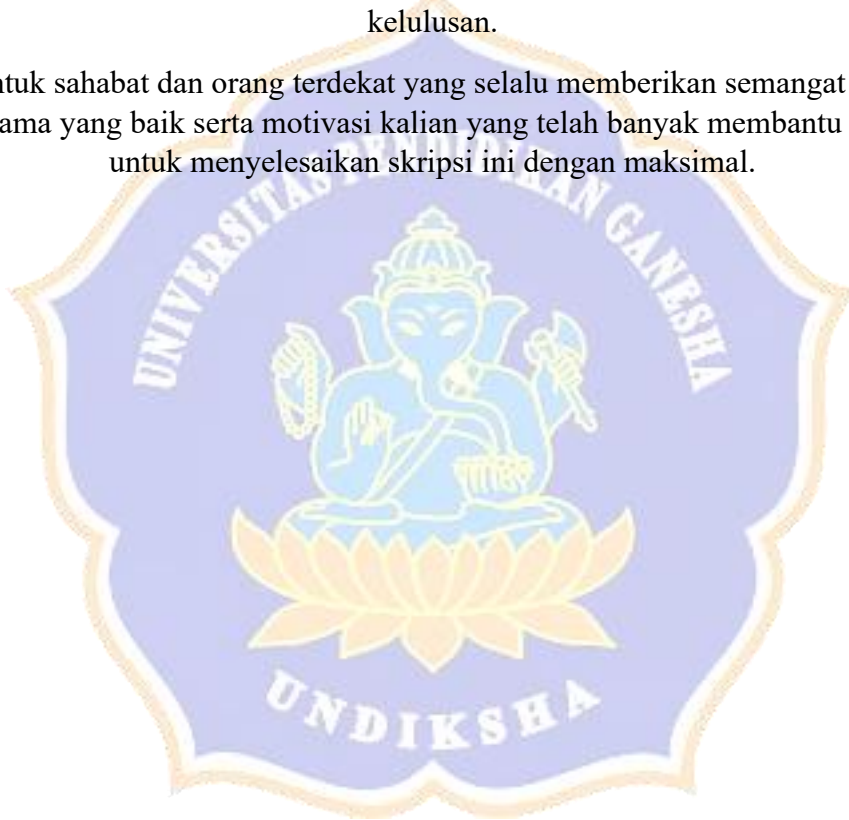 kelulusan.
ntuk sahabat dan orang terdekat yang selalu memberikan semangat
ama yang baik serta motivasi kalian yang telah banyak membantu
untuk menyelesaikan skripsi ini dengan maksimal.
UNIVERSITAS PENDIDIKAN GANESHA
UNDIKSHA